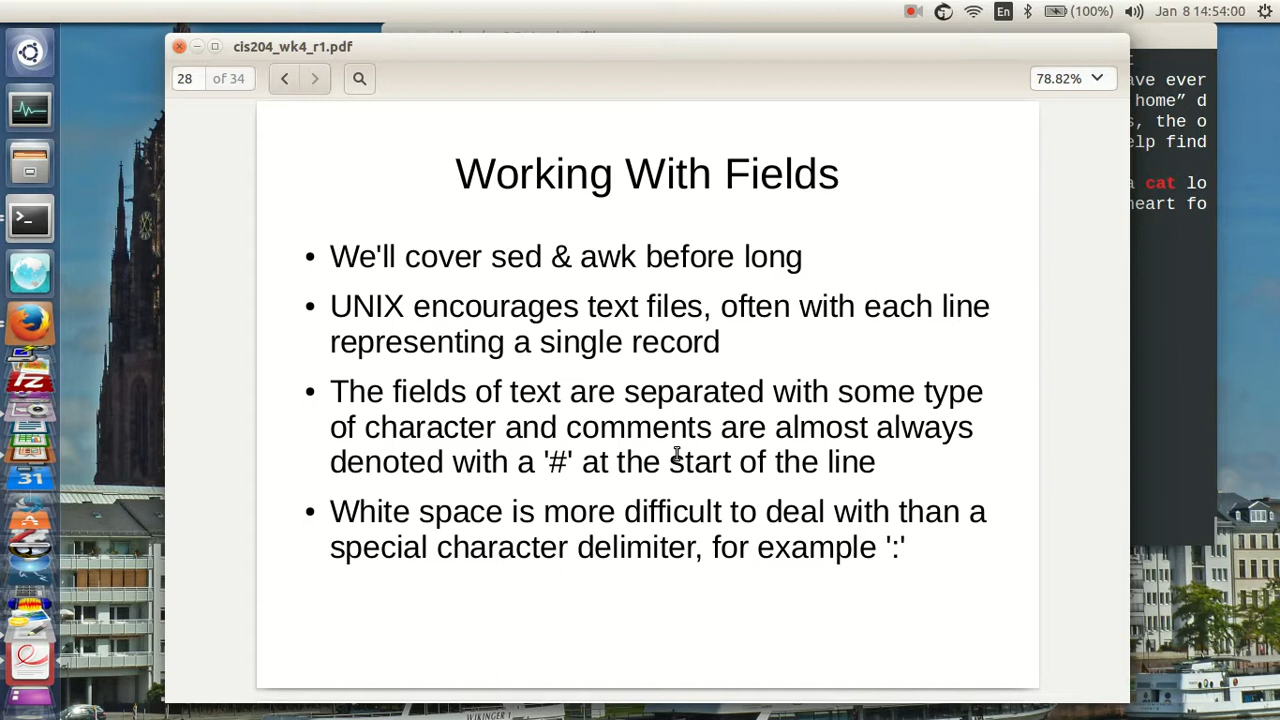 En
(100%)
Jan 8 14:54:00
cis204_wk4_r1.pdf
28 of 34
78.82%
Working With Fields
• We'll cover sed & awk before long
• UNIX encourages text files, often with each line
representing a single record
• The fields of text are separated with some type
of character and comments are almost always
denoted with a '#' at the start of the line
• White space is more difficult to deal with than a
special character delimiter, for example ':'
ave ever
home” d
s, the o
elp find
a cat lo
heart fo
31
WIKINGER